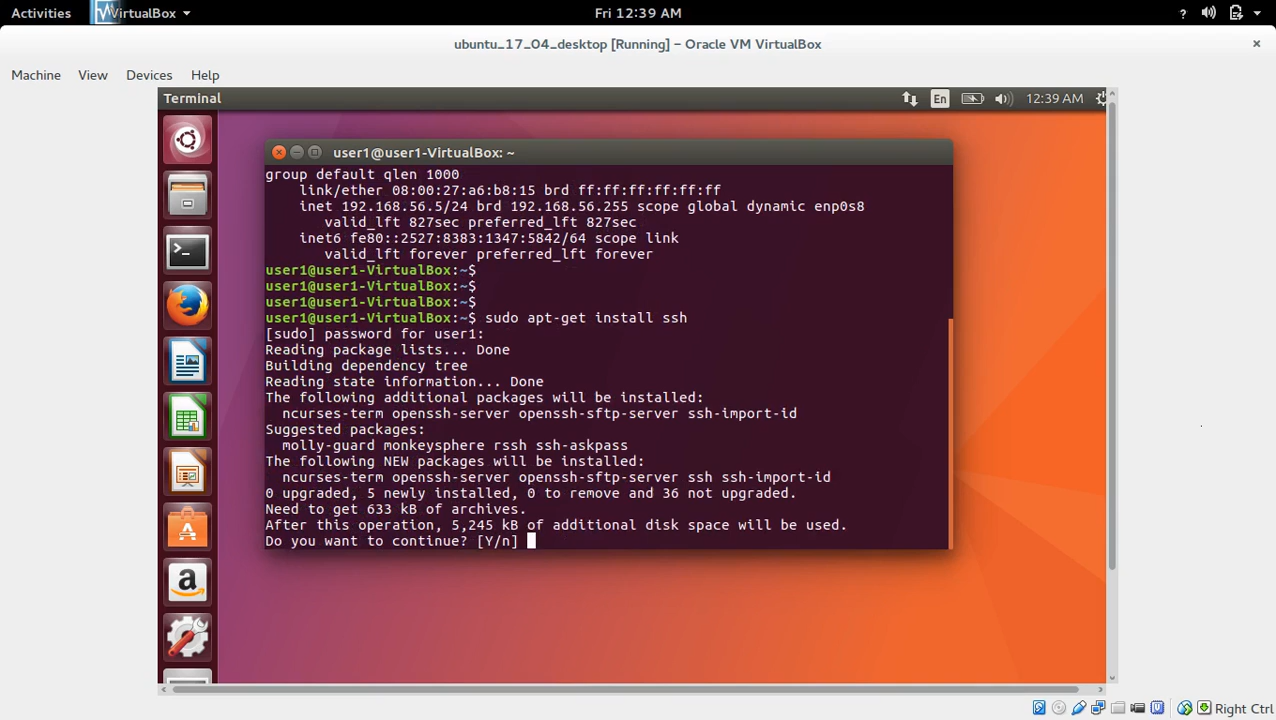 Activities VirtualBox Fri 12:39 AM ?
ubuntu_17_04_desktop [Running] – Oracle VM VirtualBox ×
Machine View Devices Help
Terminal En 12:39 AM
user1@user1-VirtualBox: ~
group default qlen 1000
link/ether 08:00:27:a6:b8:15 brd ff:ff:ff:ff:ff:ff
inet 192.168.56.5/24 brd 192.168.56.255 scope global dynamic enp0s8
valid_lft 827sec preferred_lft 827sec
inet6 fe80::2527:8383:1347:5842/64 scope link
valid_lft forever preferred_lft forever
user1@user1-VirtualBox:~$
user1@user1-VirtualBox:~$
user1@user1-VirtualBox:~$
user1@user1-VirtualBox:~$ sudo apt-get install ssh
[sudo] password for user1:
Reading package lists... Done
Building dependency tree
Reading state information... Done
The following additional packages will be installed:
ncurses-term openssh-server openssh-sftp-server ssh-import-id
Suggested packages:
molly-guard monkeysphere rssh ssh-askpass
The following NEW packages will be installed:
ncurses-term openssh-server openssh-sftp-server ssh ssh-import-id
0 upgraded, 5 newly installed, 0 to remove and 36 not upgraded.
Need to get 633 kB of archives.
After this operation, 5,245 kB of additional disk space will be used.
Do you want to continue? [Y/n]
Right Ctrl